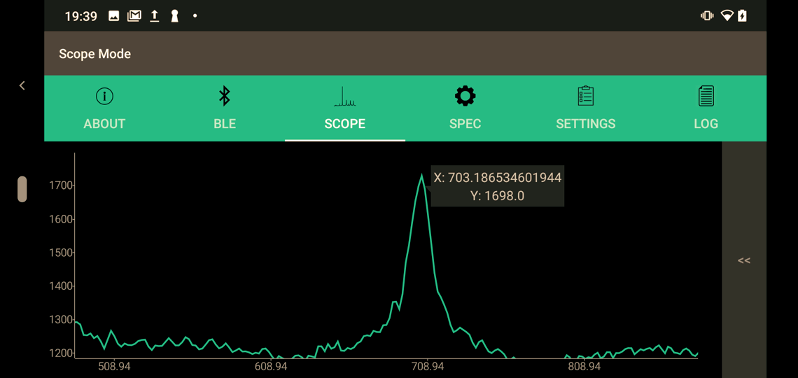 19:39
Scope Mode
ABOUT
BLE
SCOPE
SPEC
SETTINGS
LOG
X: 703.186534601944
Y: 1698.0
1700
1600
1500
1400
1300
1200
508.94
608.94
708.94
808.94
<<